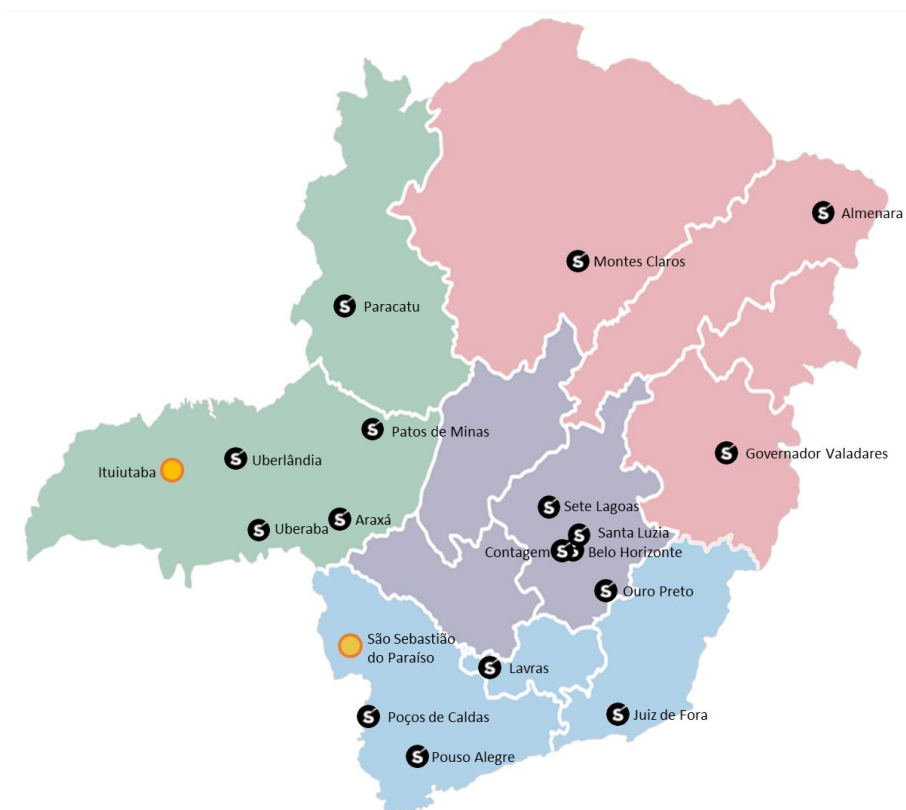 Almenara
Montes Claros
Paracatu
Patos de Minas
Governador Valadares
Uberlândia
Ituiutaba
Sete Lagoas
Araxá
Uberaba
Santa Luzia
Contagem
Belo Horizonte
Ouro Preto
São Sebastião
do Paraíso
Lavras
Poços de Caldas
Juiz de Fora
Pouso Alegre